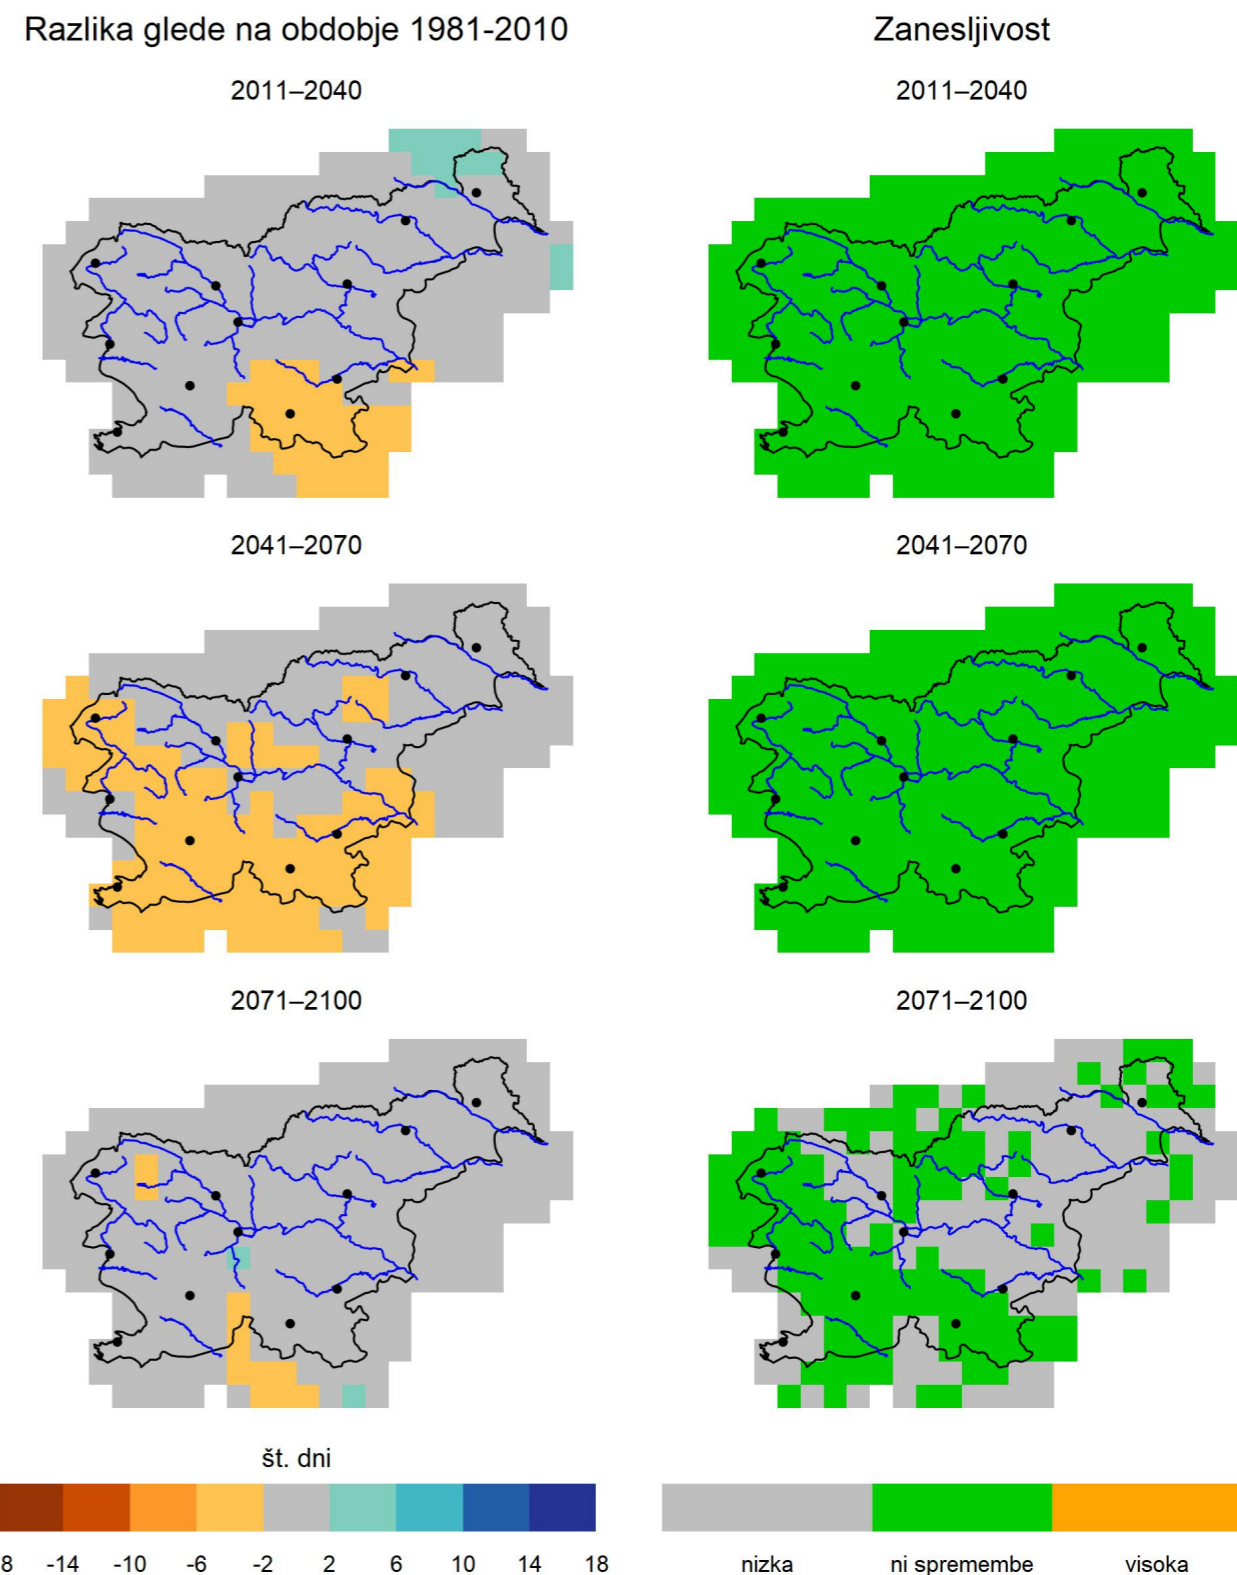 Razlika glede na obdobje 1981-2010
Zanesljivost
2011–2040
2011–2040
2041–2070
2041–2070
2071–2100
2071–2100
št. dni
8 -14 -10 -6 -2 2 6 10 14 18
nizka ni spremembe visoka